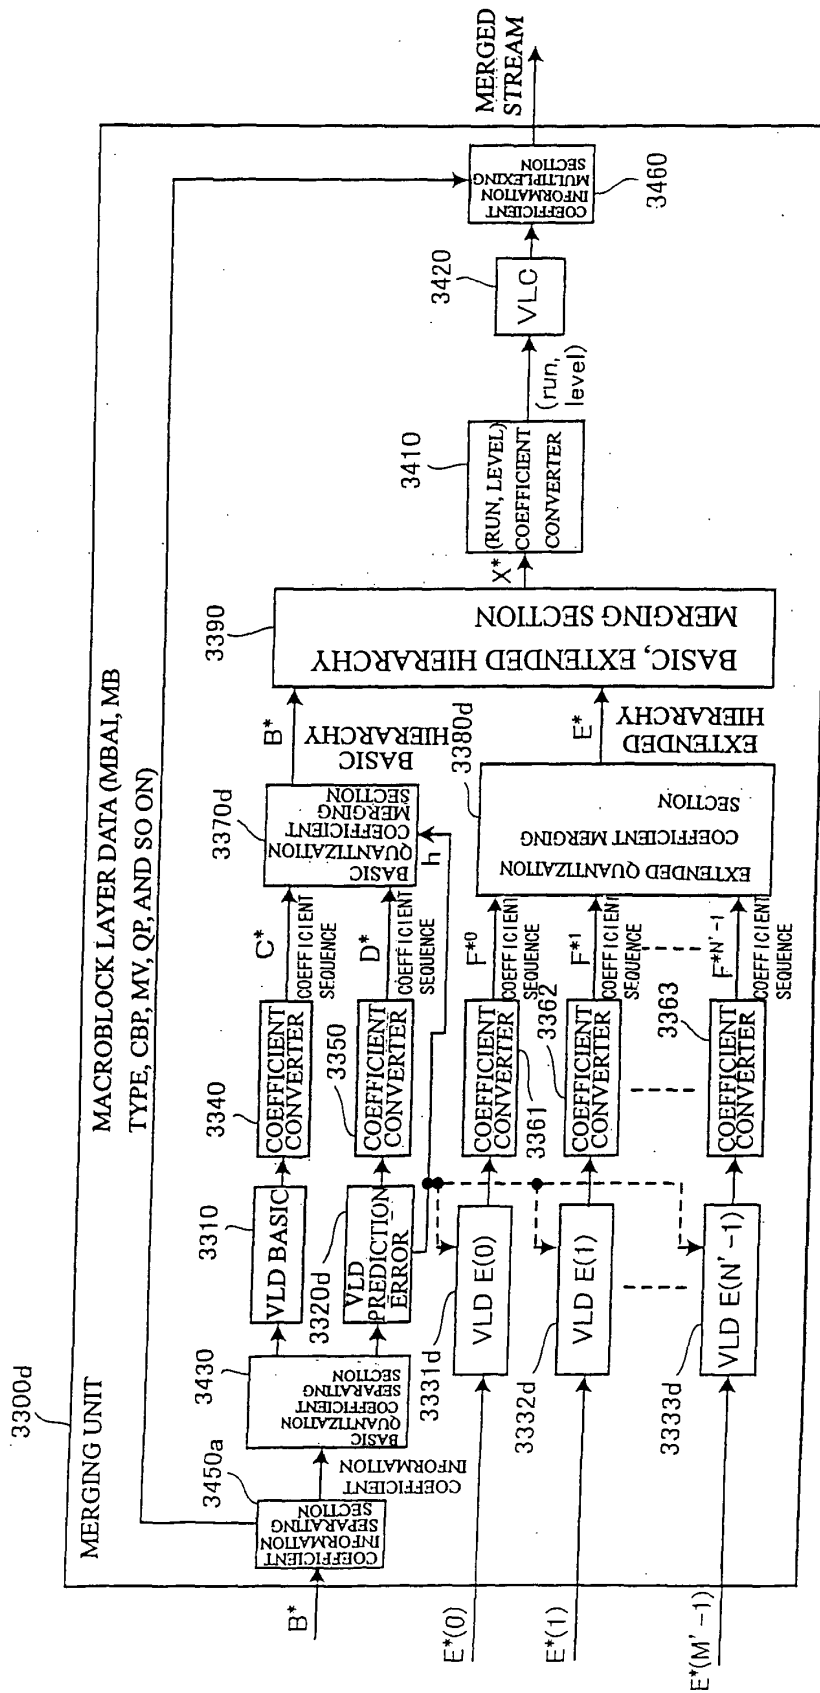 3300d
MERGING UNIT
MACROBLOCK LAYER DATA (MBAI, MB
TYPE, CBP, MV, QP, AND SO ON)
B*
3450a
COEFFICIENT
INFORMATION
SEPARATING
SECTION
COEFFICIENT
INFORMATION
3430
BASIC
QUANTIZATION
COEFFICIENT
SEPARATING
SECTION
3310
VLD BASIC
3320d
VLD
PREDICTION
ERROR
3340
COEFFICIENT
CONVERTER
3350
COEFFICIENT
CONVERTER
C*
COEFFICIENT
SEQUENCE
D*
COEFFICIENT
SEQUENCE
3370d
BASIC
QUANTIZATION
COEFFICIENT
MERGING
SECTION
h
B*
BASIC
HIERARCHY
E*(0)
3331d
VLD E(0)
COEFFICIENT
CONVERTER
3361
F*0
COEFFICIENT
SEQUENCE
E*(1)
3332d
VLD E(1)
3362
COEFFICIENT
CONVERTER
F*1
COEFFICIENT
SEQUENCE
E*(M'-1)
3333d
VLD E(N'-1)
3363
COEFFICIENT
CONVERTER
F*N'-1
COEFFICIENT
SEQUENCE
3380d
EXTENDED QUANTIZATION
COEFFICIENT MERGING
SECTION
E*
EXTENDED
HIERARCHY
3390
BASIC, EXTENDED HIERARCHY
MERGING SECTION
X*
3410
(RUN, LEVEL)
COEFFICIENT
CONVERTER
(run,
level)
3420
VLC
3460
COEFFICIENT
INFORMATION
MULTIPLEXING
SECTION
MERGED
STREAM